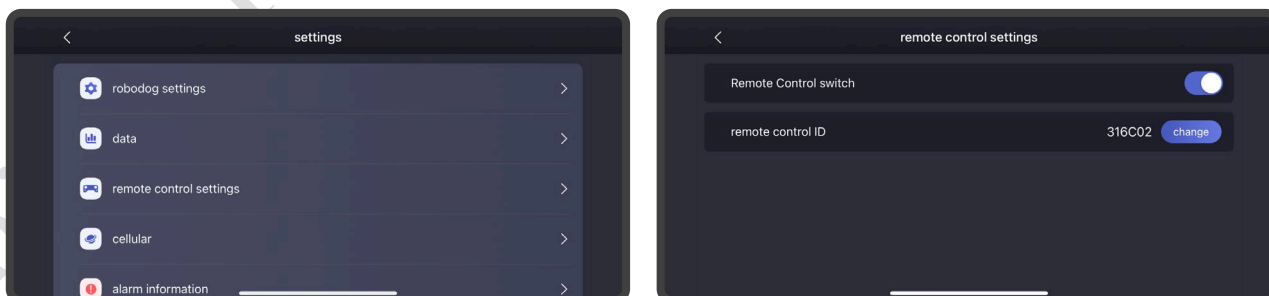 settings
robodog settings
data
remote control settings
cellular
alarm information
remote control settings
Remote Control switch
remote control ID
316C02
change